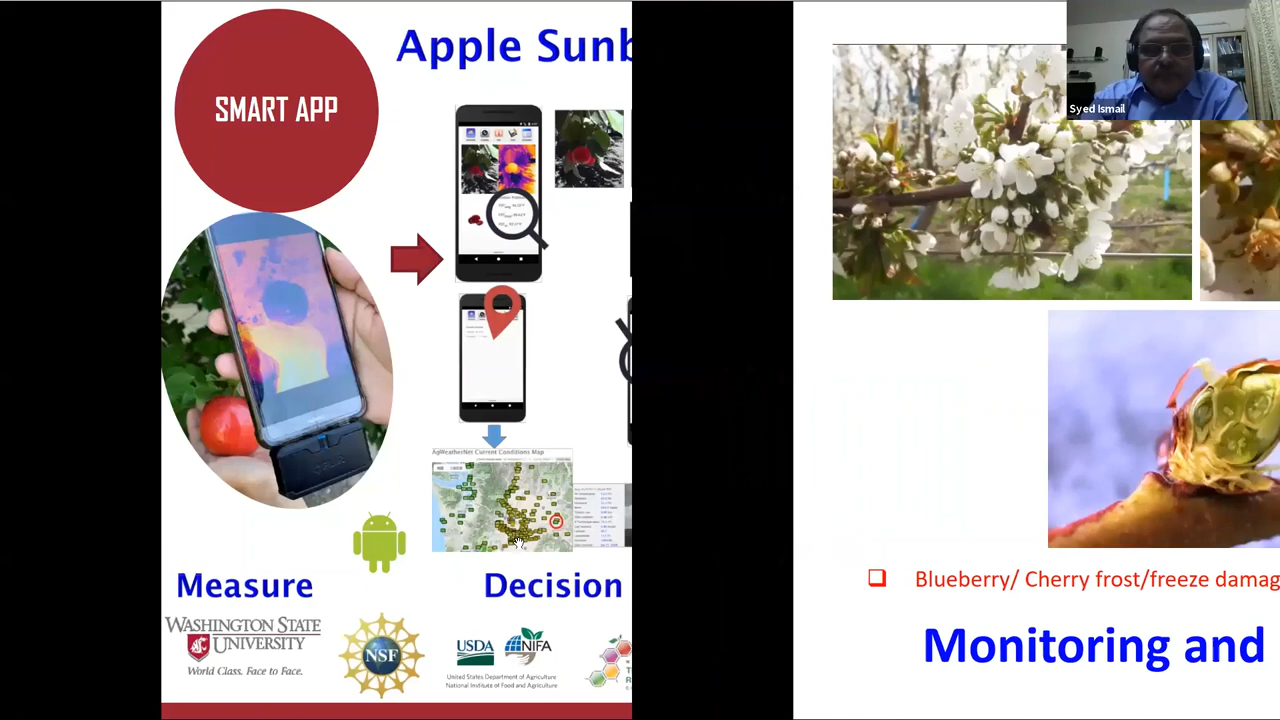 SMART APP
Apple Sunb
AgWeatherNet Current Conditions Map
Measure
Decision
WASHINGTON STATE
UNIVERSITY
World Class. Face to Face.
NSF
USDA
NIFA
United States Department of Agriculture
National Institute of Food and Agriculture
Syed Ismail
Blueberry/ Cherry frost/freeze damag
Monitoring and